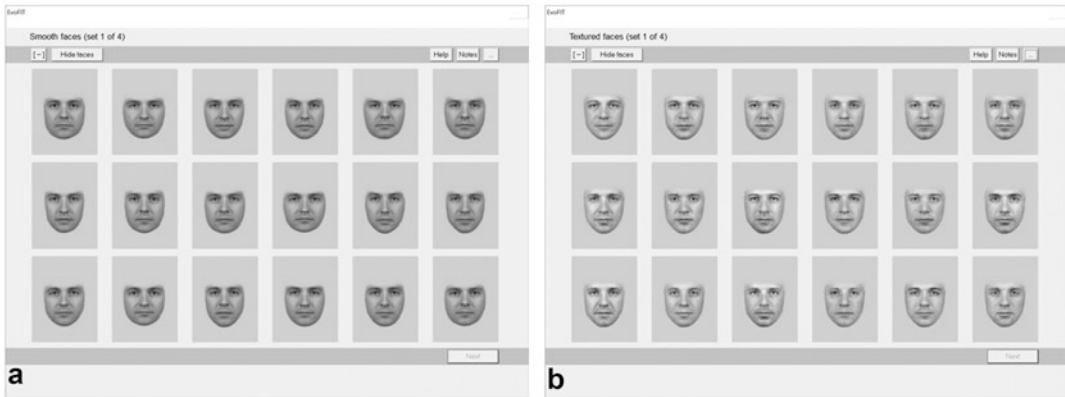 EvoFIT
Smooth faces (set 1 of 4)
[-] Hide faces Help Notes ...
Next
a
EvoFIT
Textured faces (set 1 of 4)
[-] Hide faces Help Notes ...
Next
b